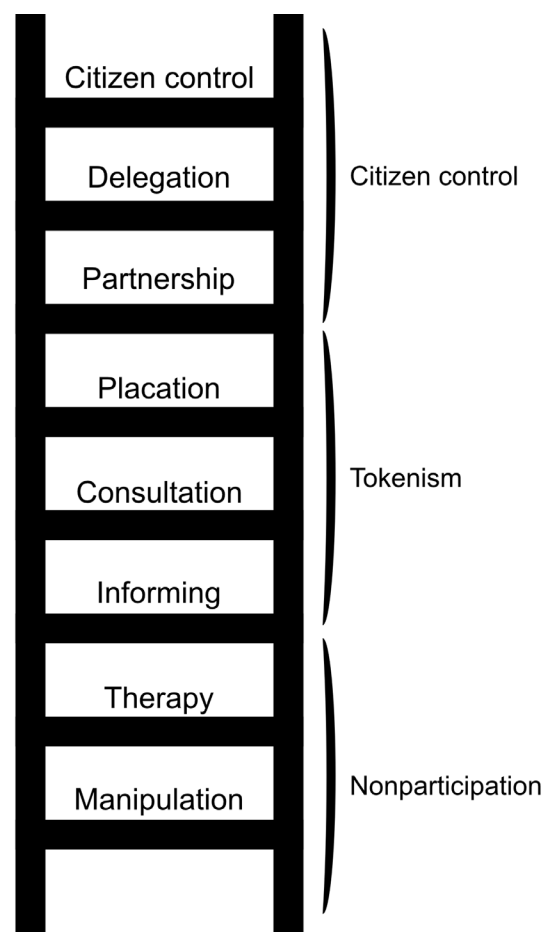 Citizen control
Delegation
Partnership
Citizen control
Placation
Consultation
Informing
Tokenism
Therapy
Manipulation
Nonparticipation